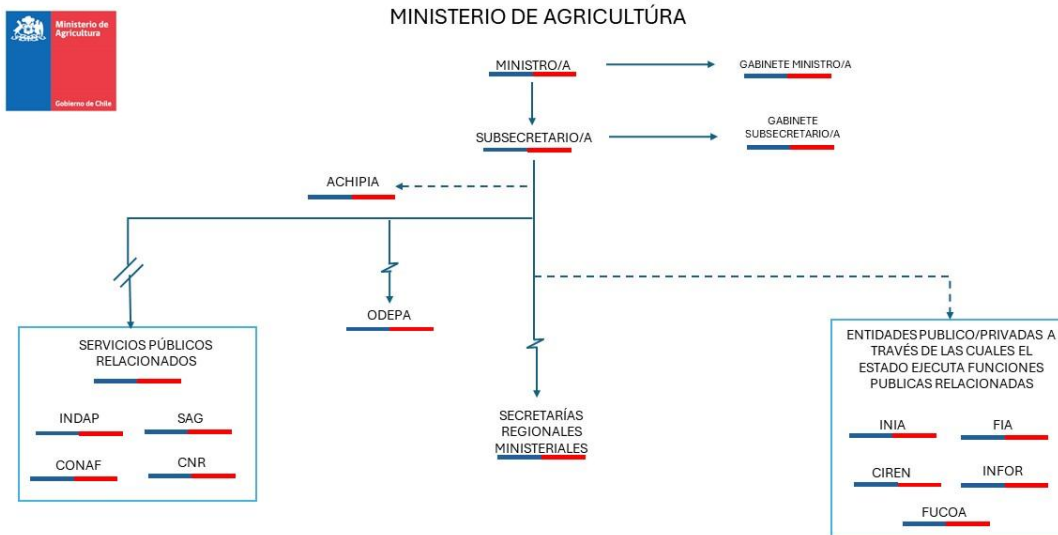 MINISTERIO DE AGRICULTÚRA
Ministerio de
Agricultura
Gobierno de Chile
MINISTRO/A
GABINETE MINISTRO/A
SUBSECRETARIO/A
GABINETE
SUBSECRETARIO/A
ACHIPIA
ODEPA
SERVICIOS PÚBLICOS
RELACIONADOS
INDAP
SAG
CONAF
CNR
SECRETARÍAS
REGIONALES
MINISTERIALES
ENTIDADES PUBLICO/PRIVADAS A
TRAVÉS DE LAS CUALES EL
ESTADO EJECUTA FUNCIONES
PUBLICAS RELACIONADAS
INIA
FIA
CIREN
INFOR
FUCOA